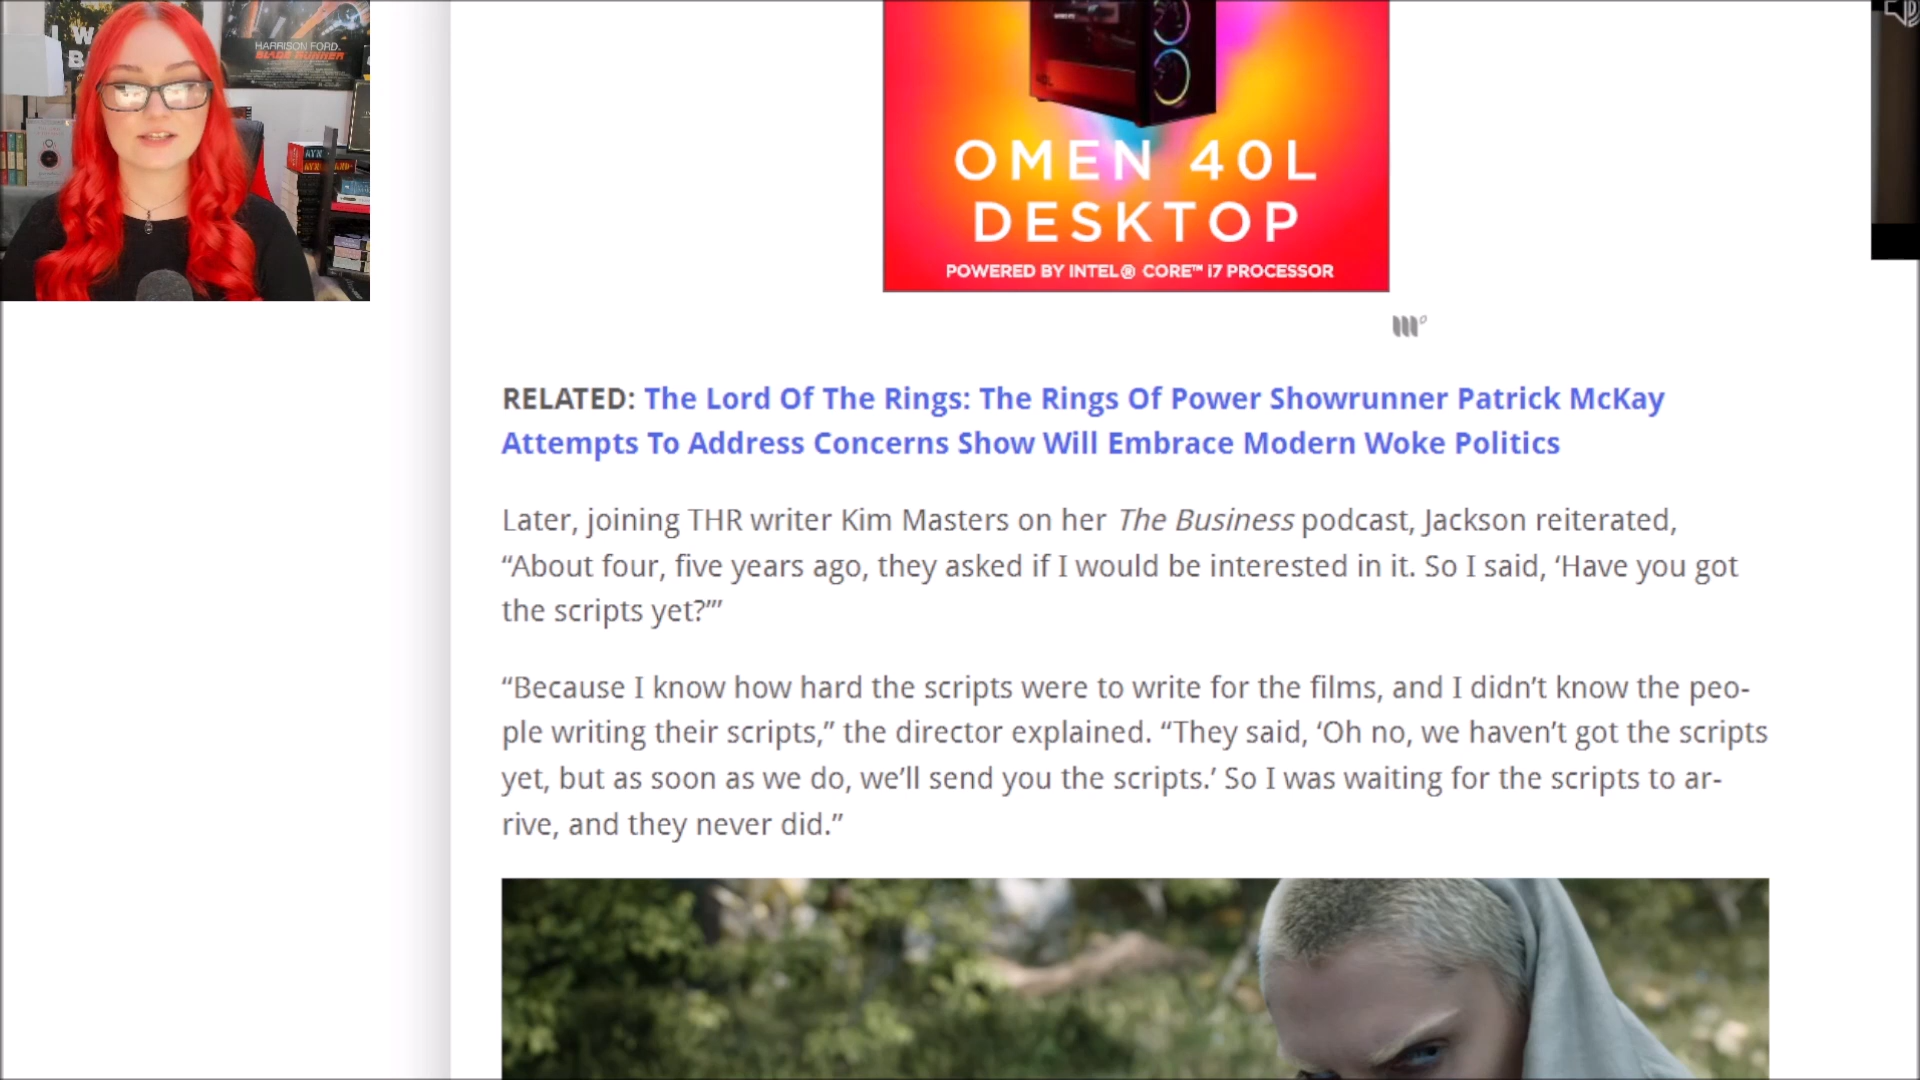 HARRISON FORD.
BLADE RUNNER
OMEN 40L
DESKTOP
POWERED BY INTEL® CORE™ i7 PROCESSOR
RELATED: The Lord Of The Rings: The Rings Of Power Showrunner Patrick McKay
Attempts To Address Concerns Show Will Embrace Modern Woke Politics
Later, joining THR writer Kim Masters on her The Business podcast, Jackson reiterated,
“About four, five years ago, they asked if I would be interested in it. So I said, ‘Have you got
the scripts yet?’”
“Because I know how hard the scripts were to write for the films, and I didn’t know the peo-
ple writing their scripts,” the director explained. “They said, ‘Oh no, we haven’t got the scripts
yet, but as soon as we do, we’ll send you the scripts.’ So I was waiting for the scripts to ar-
rive, and they never did.”